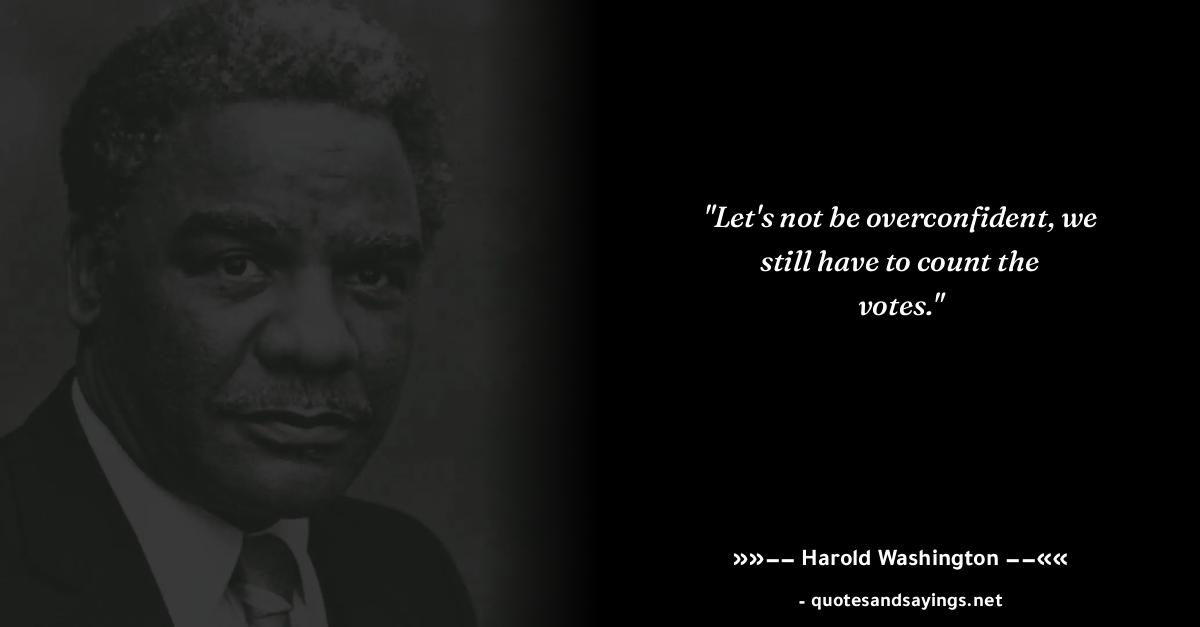 "Let's not be overconfident, we
still have to count the
votes."
»»–– Harold Washington ––««
- quotesandsayings.net